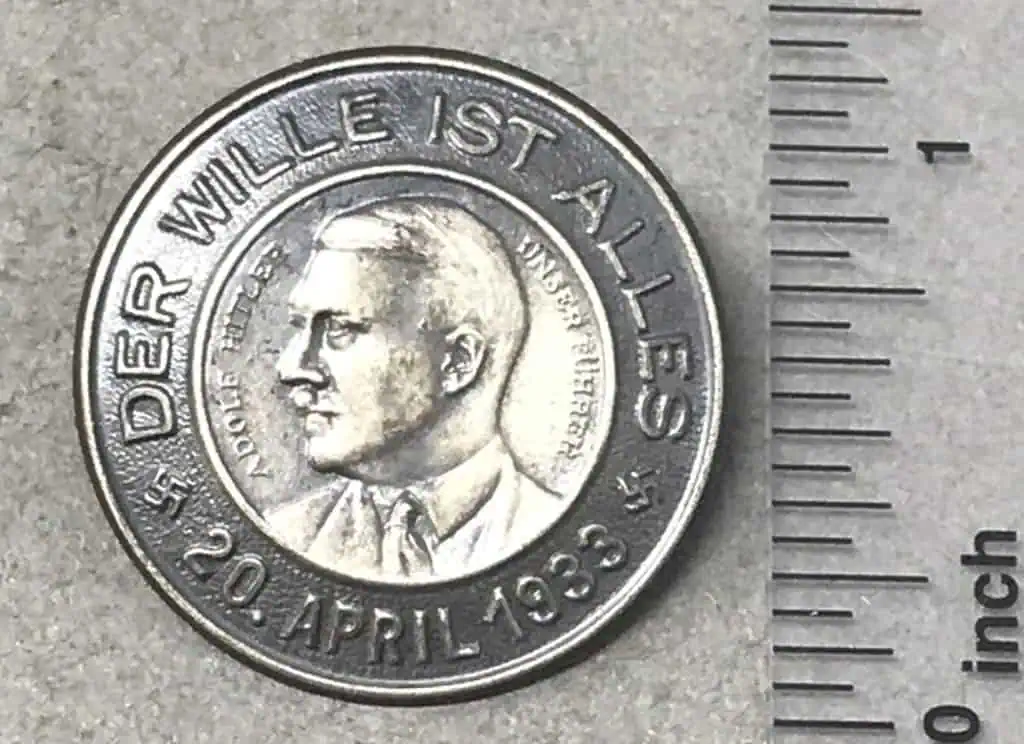 DER WILLE IST ALLES
20. APRIL 1933
ADOLF HITLER
UNSER FÜHRER
1
0 inch